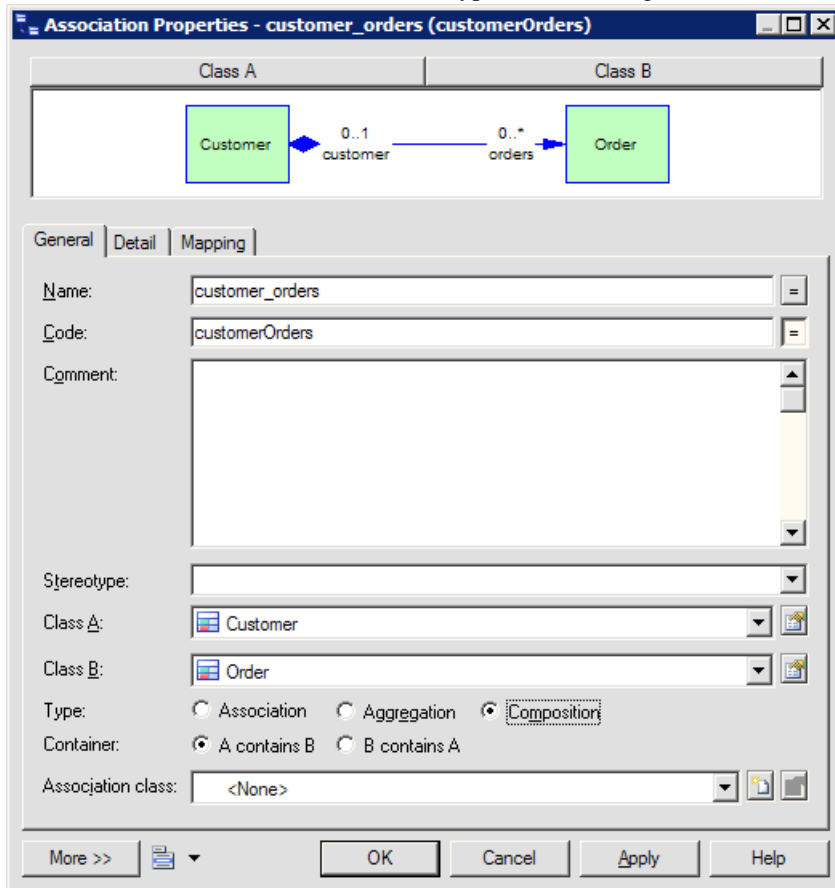 Association Properties - customer_orders (customerOrders)
Class A Class B
Customer 0..1 customer 0..* orders Order
General Detail Mapping
Name: customer_orders =
Code: customerOrders =
Comment:
Stereotype:
Class A: Customer
Class B: Order
Type: Association Aggregation Composition
Container: A contains B B contains A
Association class: <None>
More >> OK Cancel Apply Help